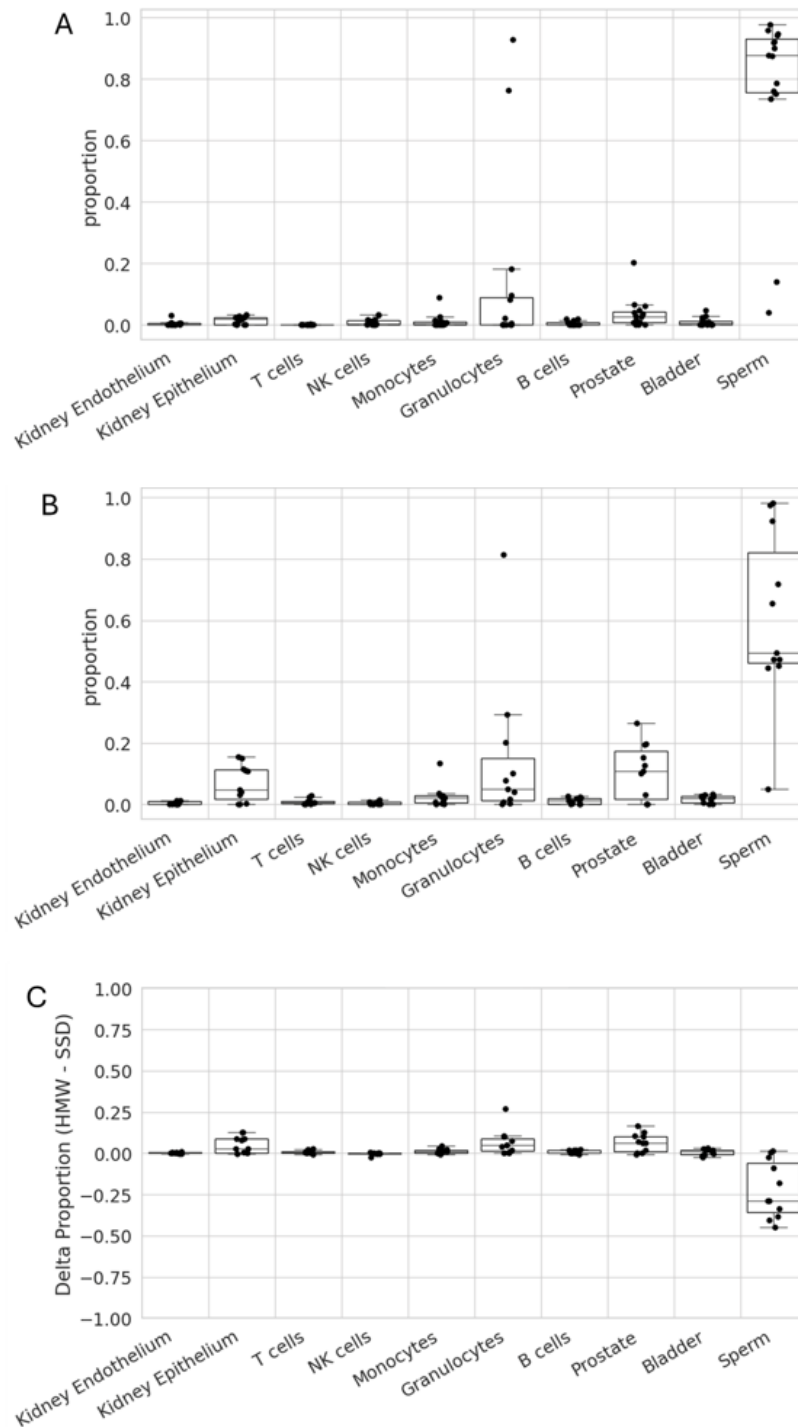 A
1.0
0.8
0.6
0.4
0.2
0.0
proportion
Kidney Endothelium
Kidney Epithelium
T cells
NK cells
Monocytes
Granulocytes
B cells
Prostate
Bladder
Sperm
B
1.0
0.8
0.6
0.4
0.2
0.0
proportion
Kidney Endothelium
Kidney Epithelium
T cells
NK cells
Monocytes
Granulocytes
B cells
Prostate
Bladder
Sperm
C
1.00
0.75
0.50
0.25
0.00
−0.25
−0.50
−0.75
−1.00
Delta Proportion (HMW - SSD)
Kidney Endothelium
Kidney Epithelium
T cells
NK cells
Monocytes
Granulocytes
B cells
Prostate
Bladder
Sperm